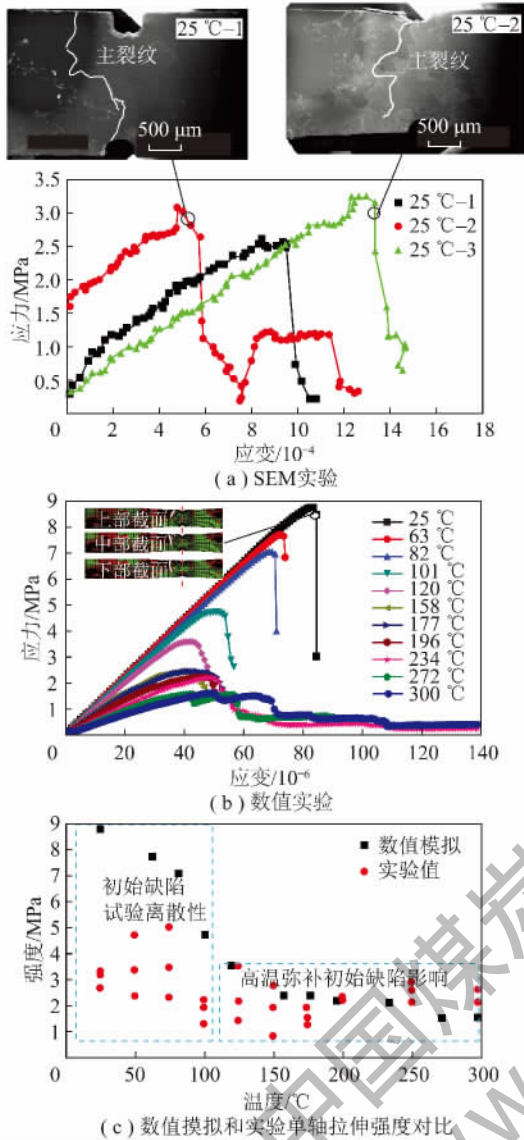 25 ℃-1
主裂纹
500 μm
25 ℃-2
主裂纹
500 μm
3.5
3.0
2.5
2.0
1.5
1.0
0.5
应力/MPa
25 ℃-1
25 ℃-2
25 ℃-3
0 2 4 6 8 10 12 14 16 18
应变/10⁻⁴
(a) SEM实验
9
8
7
6
5
4
3
2
1
应力/MPa
上部截面
中部截面
下部截面
25 ℃
63 ℃
82 ℃
101 ℃
120 ℃
158 ℃
177 ℃
196 ℃
234 ℃
272 ℃
300 ℃
0 20 40 60 80 100 120 140
应变/10⁻⁶
(b) 数值实验
9
8
7
6
5
4
3
2
1
强度/MPa
数值模拟
实验值
初始缺陷
试验离散性
高温弥补初始缺陷影响
0 50 100 150 200 250 300
温度/℃
(c) 数值模拟和实验单轴拉伸强度对比
中国煤炭